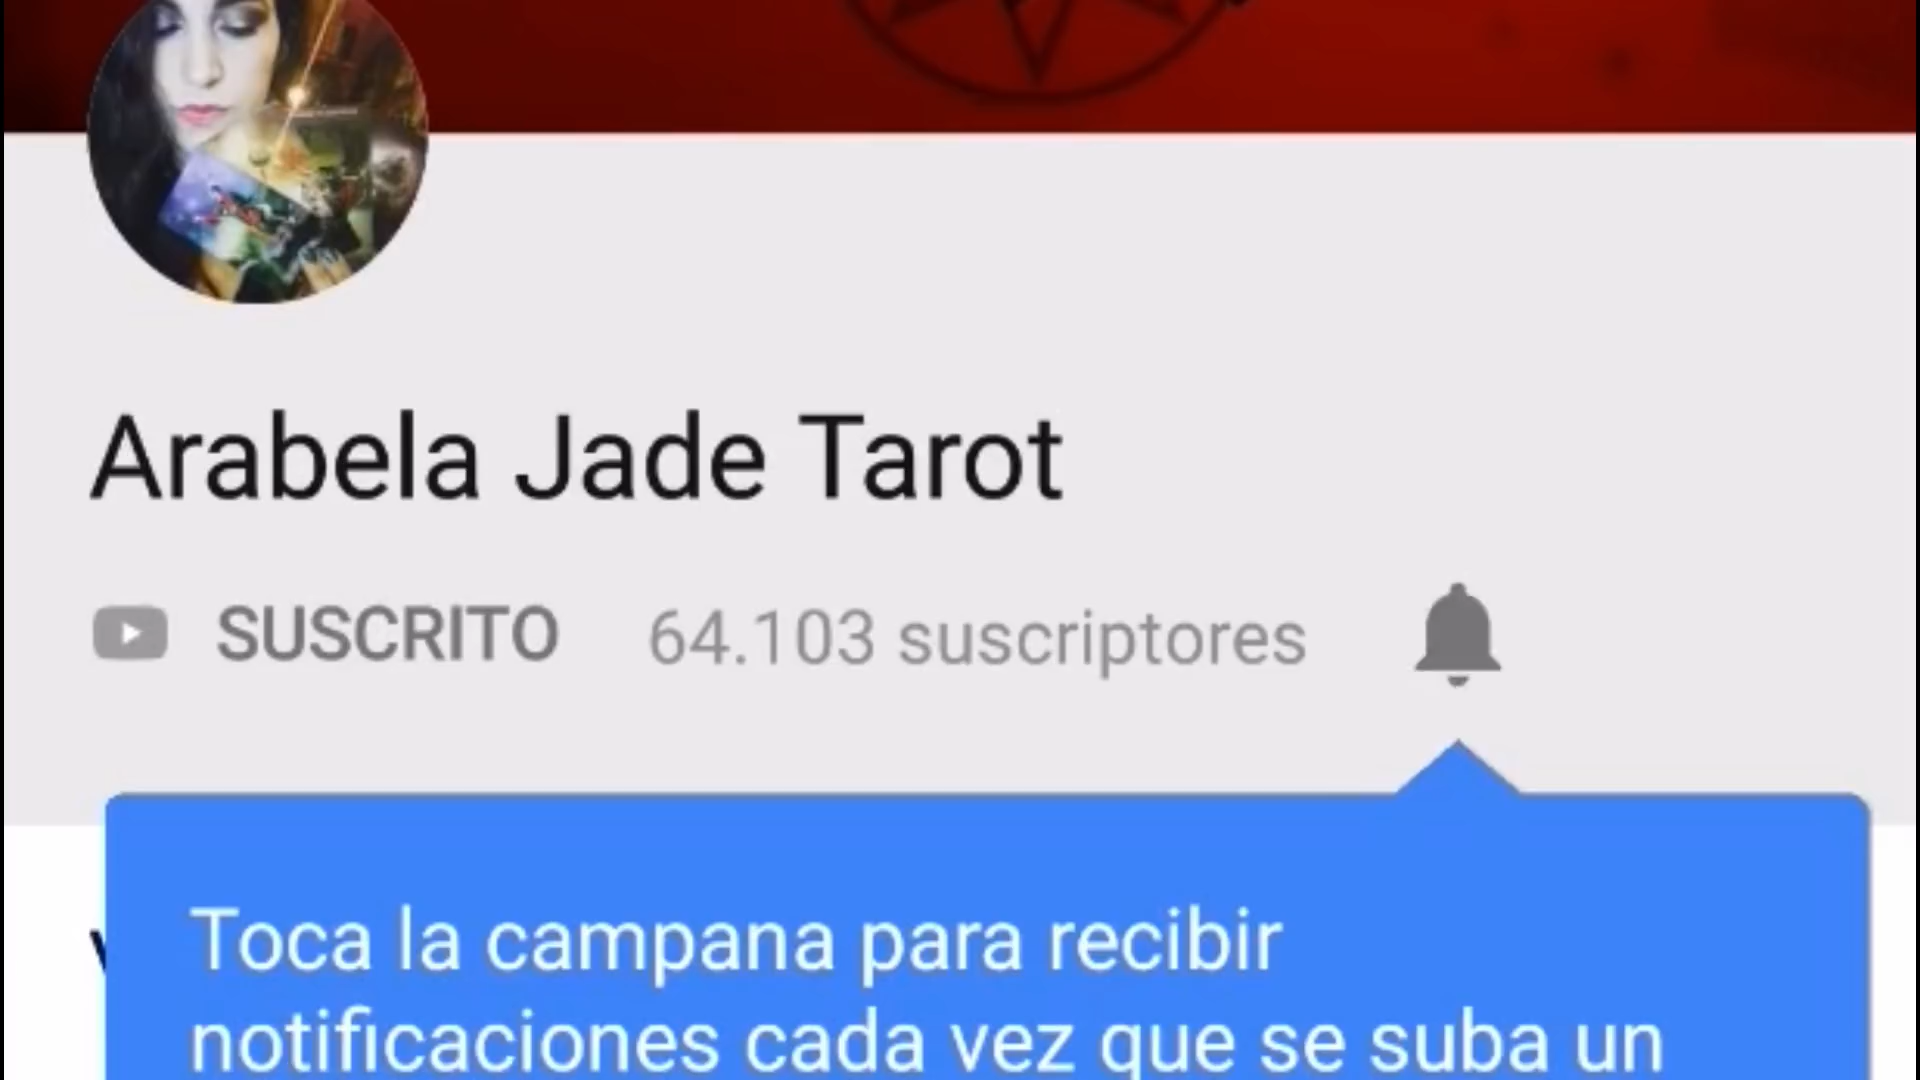 Arabela Jade Tarot
SUSCRITO 64.103 suscriptores
Toca la campana para recibir
notificaciones cada vez que se suba un